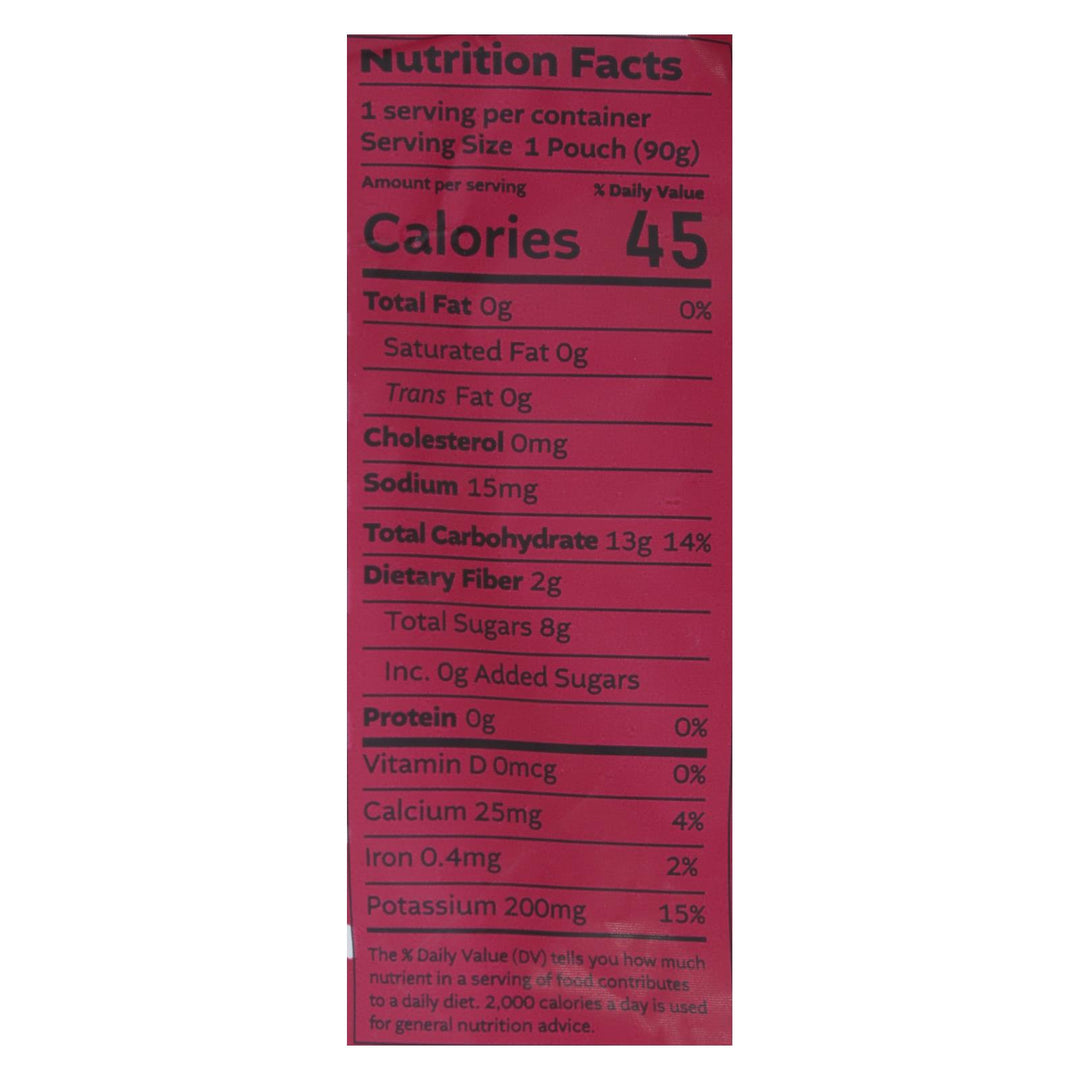 Nutrition Facts
1 serving per container
Serving Size 1 Pouch (90g)
Amount per serving % Daily Value
Calories 45
Total Fat 0g 0%
Saturated Fat 0g
Trans Fat 0g
Cholesterol 0mg
Sodium 15mg
Total Carbohydrate 13g 14%
Dietary Fiber 2g
Total Sugars 8g
Inc. 0g Added Sugars
Protein 0g 0%
Vitamin D 0mcg 0%
Calcium 25mg 4%
Iron 0.4mg 2%
Potassium 200mg 15%
The % Daily Value (DV) tells you how much
nutrient in a serving of food contributes
to a daily diet. 2,000 calories a day is used
for general nutrition advice.